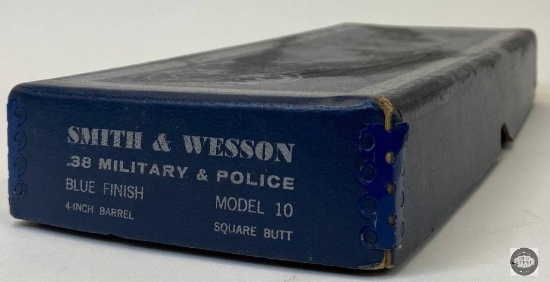 SMITH & WESSON
.38 MILITARY & POLICE
BLUE FINISH MODEL 10
4-INCH BARREL SQUARE BUTT